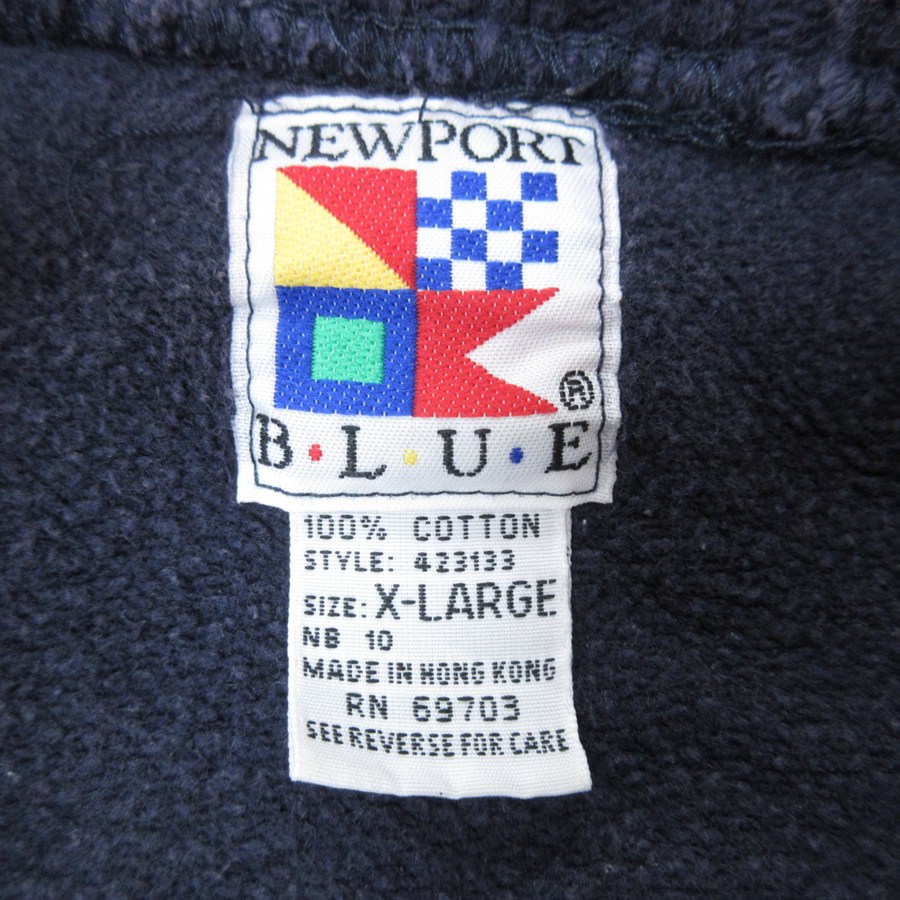 NEWPORT
®
B·L·U·E
100% COTTON
STYLE: 423133
SIZE: X-LARGE
NB 10
MADE IN HONG KONG
RN 69703
SEE REVERSE FOR CARE